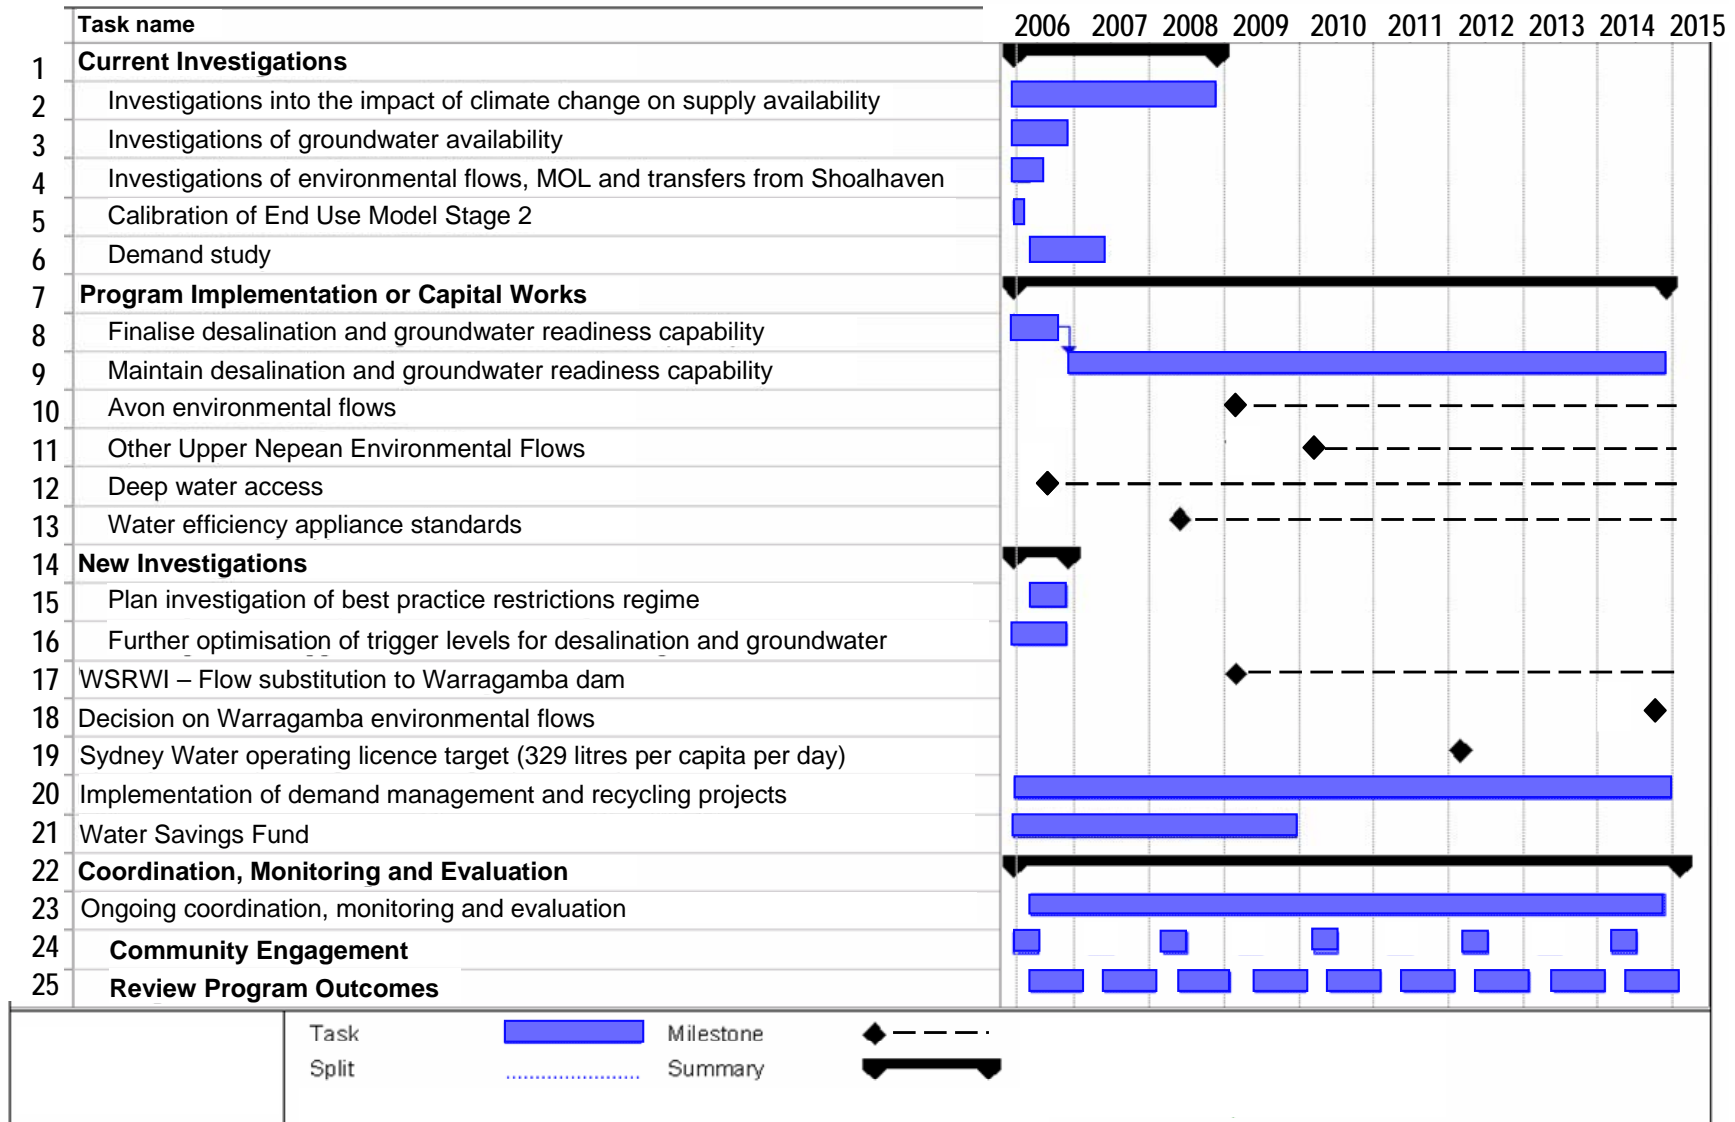 Task name 2006 2007 2008 2009 2010 2011 2012 2013 2014 2015
1 Current Investigations
2 Investigations into the impact of climate change on supply availability
3 Investigations of groundwater availability
4 Investigations of environmental flows, MOL and transfers from Shoalhaven
5 Calibration of End Use Model Stage 2
6 Demand study
7 Program Implementation or Capital Works
8 Finalise desalination and groundwater readiness capability
9 Maintain desalination and groundwater readiness capability
10 Avon environmental flows
11 Other Upper Nepean Environmental Flows
12 Deep water access
13 Water efficiency appliance standards
14 New Investigations
15 Plan investigation of best practice restrictions regime
16 Further optimisation of trigger levels for desalination and groundwater
17 WSRWI – Flow substitution to Warragamba dam
18 Decision on Warragamba environmental flows
19 Sydney Water operating licence target (329 litres per capita per day)
20 Implementation of demand management and recycling projects
21 Water Savings Fund
22 Coordination, Monitoring and Evaluation
23 Ongoing coordination, monitoring and evaluation
24 Community Engagement
25 Review Program Outcomes
Task Milestone
Split Summary